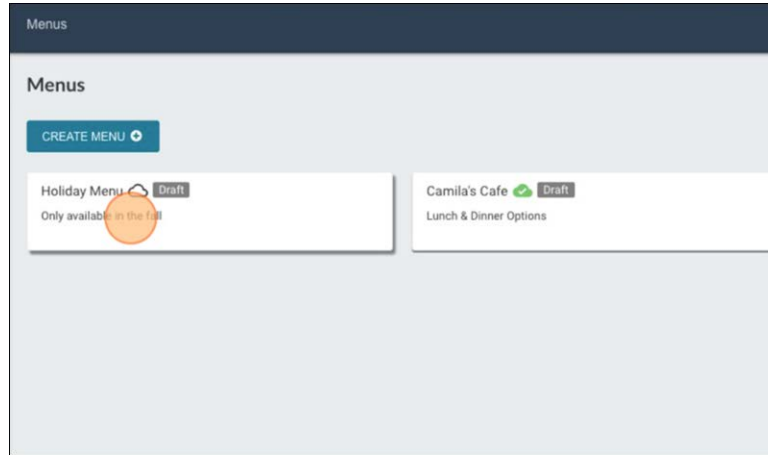 Menus
Menus
CREATE MENU
Holiday Menu Draft
Only available in the fall
Camila's Cafe Draft
Lunch & Dinner Options